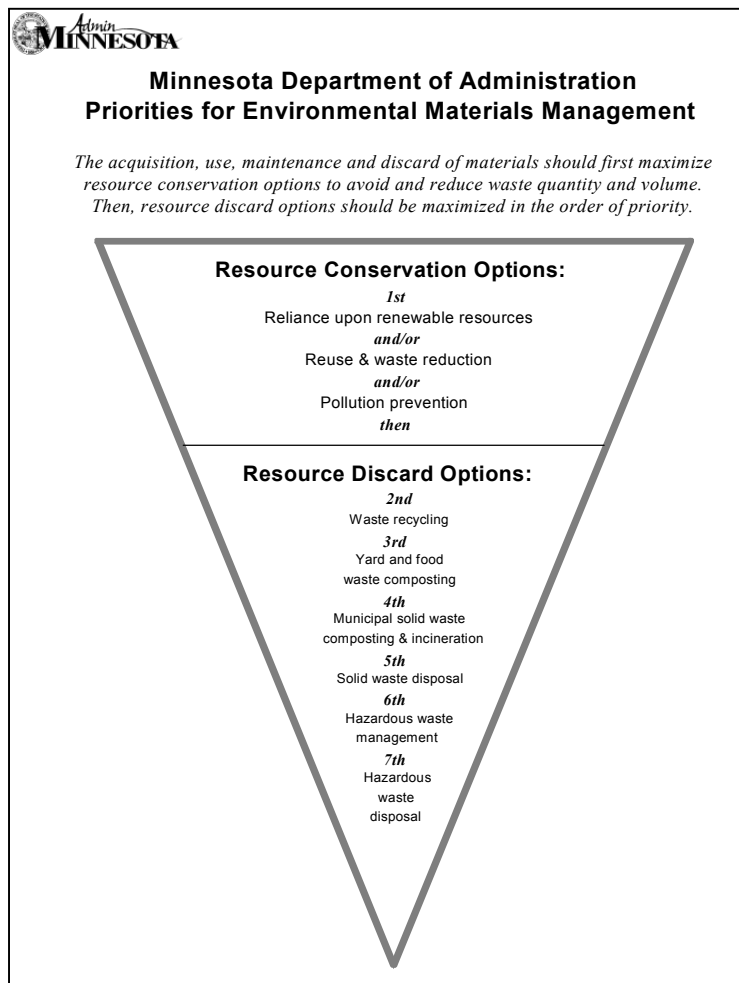 Admin
MINNESOTA
Minnesota Department of Administration
Priorities for Environmental Materials Management
The acquisition, use, maintenance and discard of materials should first maximize
resource conservation options to avoid and reduce waste quantity and volume.
Then, resource discard options should be maximized in the order of priority.
Resource Conservation Options:
1st
Reliance upon renewable resources
and/or
Reuse & waste reduction
and/or
Pollution prevention
then
Resource Discard Options:
2nd
Waste recycling
3rd
Yard and food
waste composting
4th
Municipal solid waste
composting & incineration
5th
Solid waste disposal
6th
Hazardous waste
management
7th
Hazardous
waste
disposal